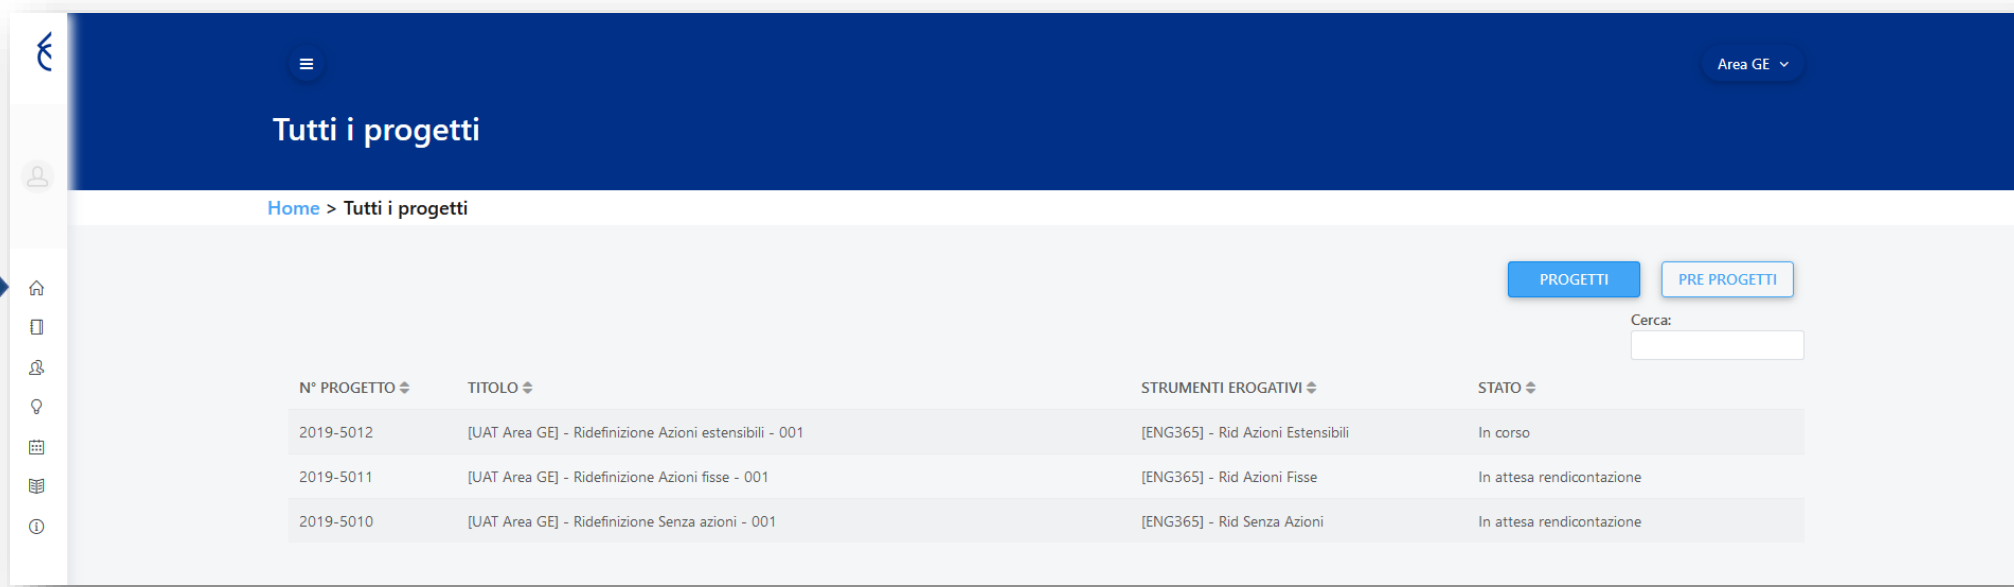 Area GE
Tutti i progetti
Home > Tutti i progetti
PROGETTI PRE PROGETTI
Cerca:
N° PROGETTO TITOLO STRUMENTI EROGATIVI STATO
2019-5012 [UAT Area GE] - Ridefinizione Azioni estensibili - 001 [ENG365] - Rid Azioni Estensibili In corso
2019-5011 [UAT Area GE] - Ridefinizione Azioni fisse - 001 [ENG365] - Rid Azioni Fisse In attesa rendicontazione
2019-5010 [UAT Area GE] - Ridefinizione Senza azioni - 001 [ENG365] - Rid Senza Azioni In attesa rendicontazione